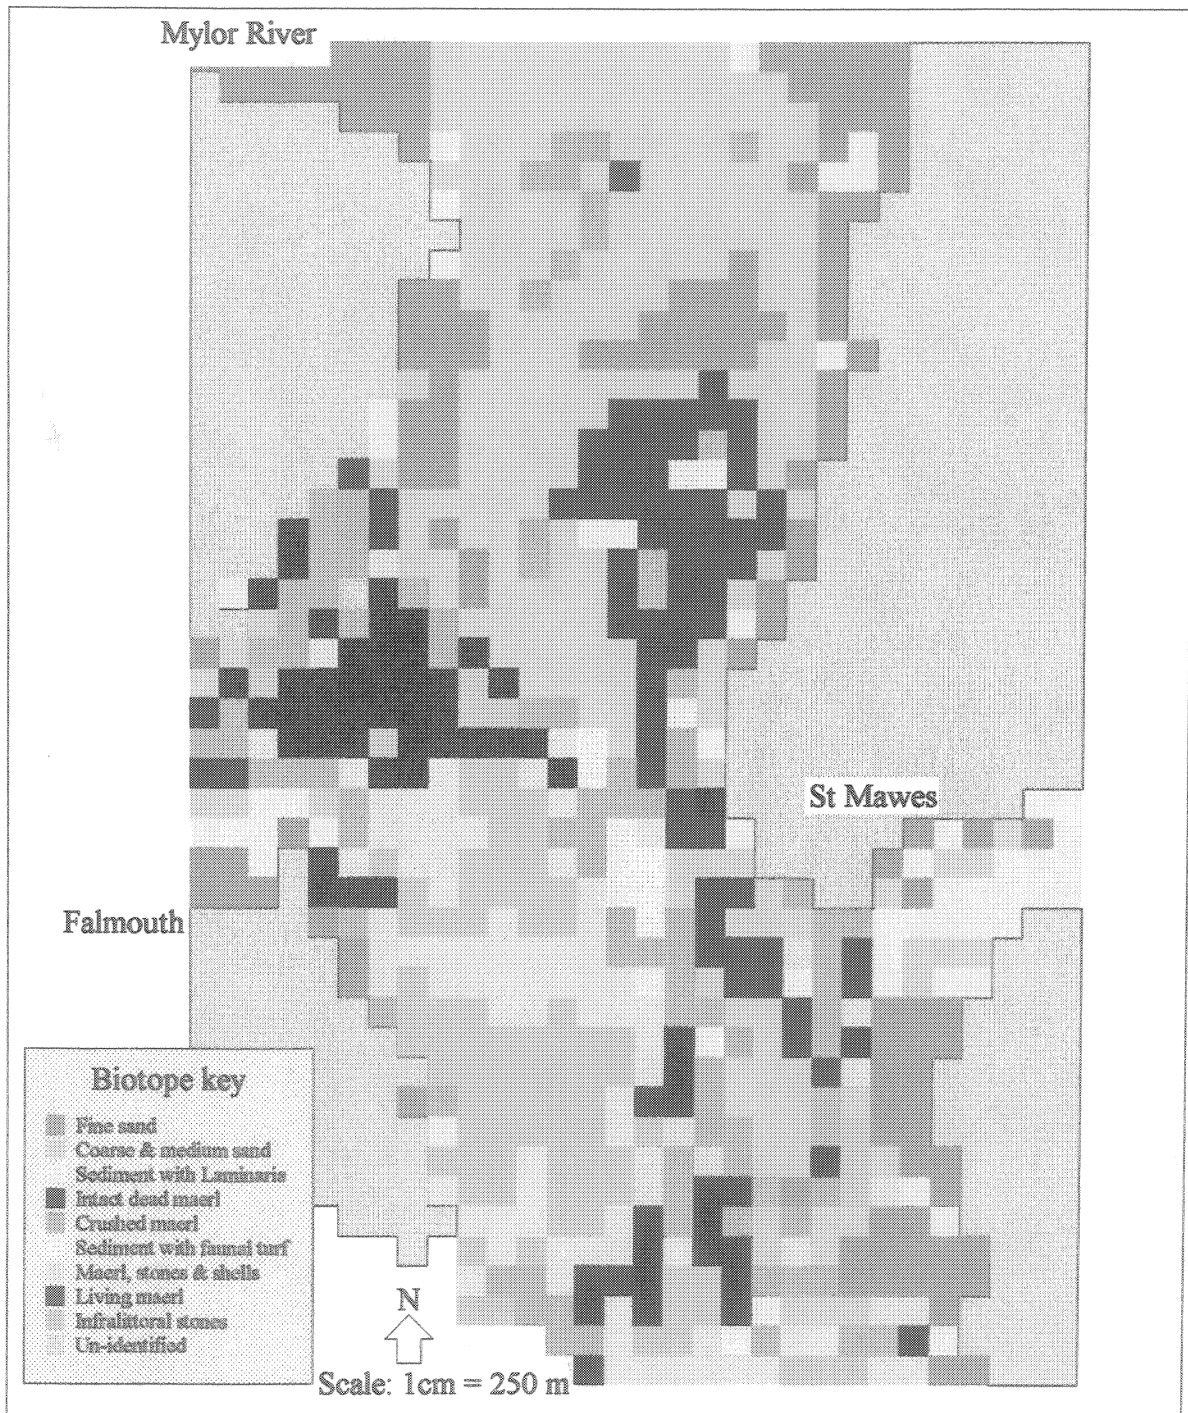 Mylor River
St Mawes
Falmouth
Biotope key
Fine sand
Coarse & medium sand
Sediment with Laminaria
Intact dead maerl
Crushed maerl
Sediment with faunal turf
Maerl, stones & shells
Living maerl
Infralittoral stones
Un-identified
N
Scale: 1cm = 250 m